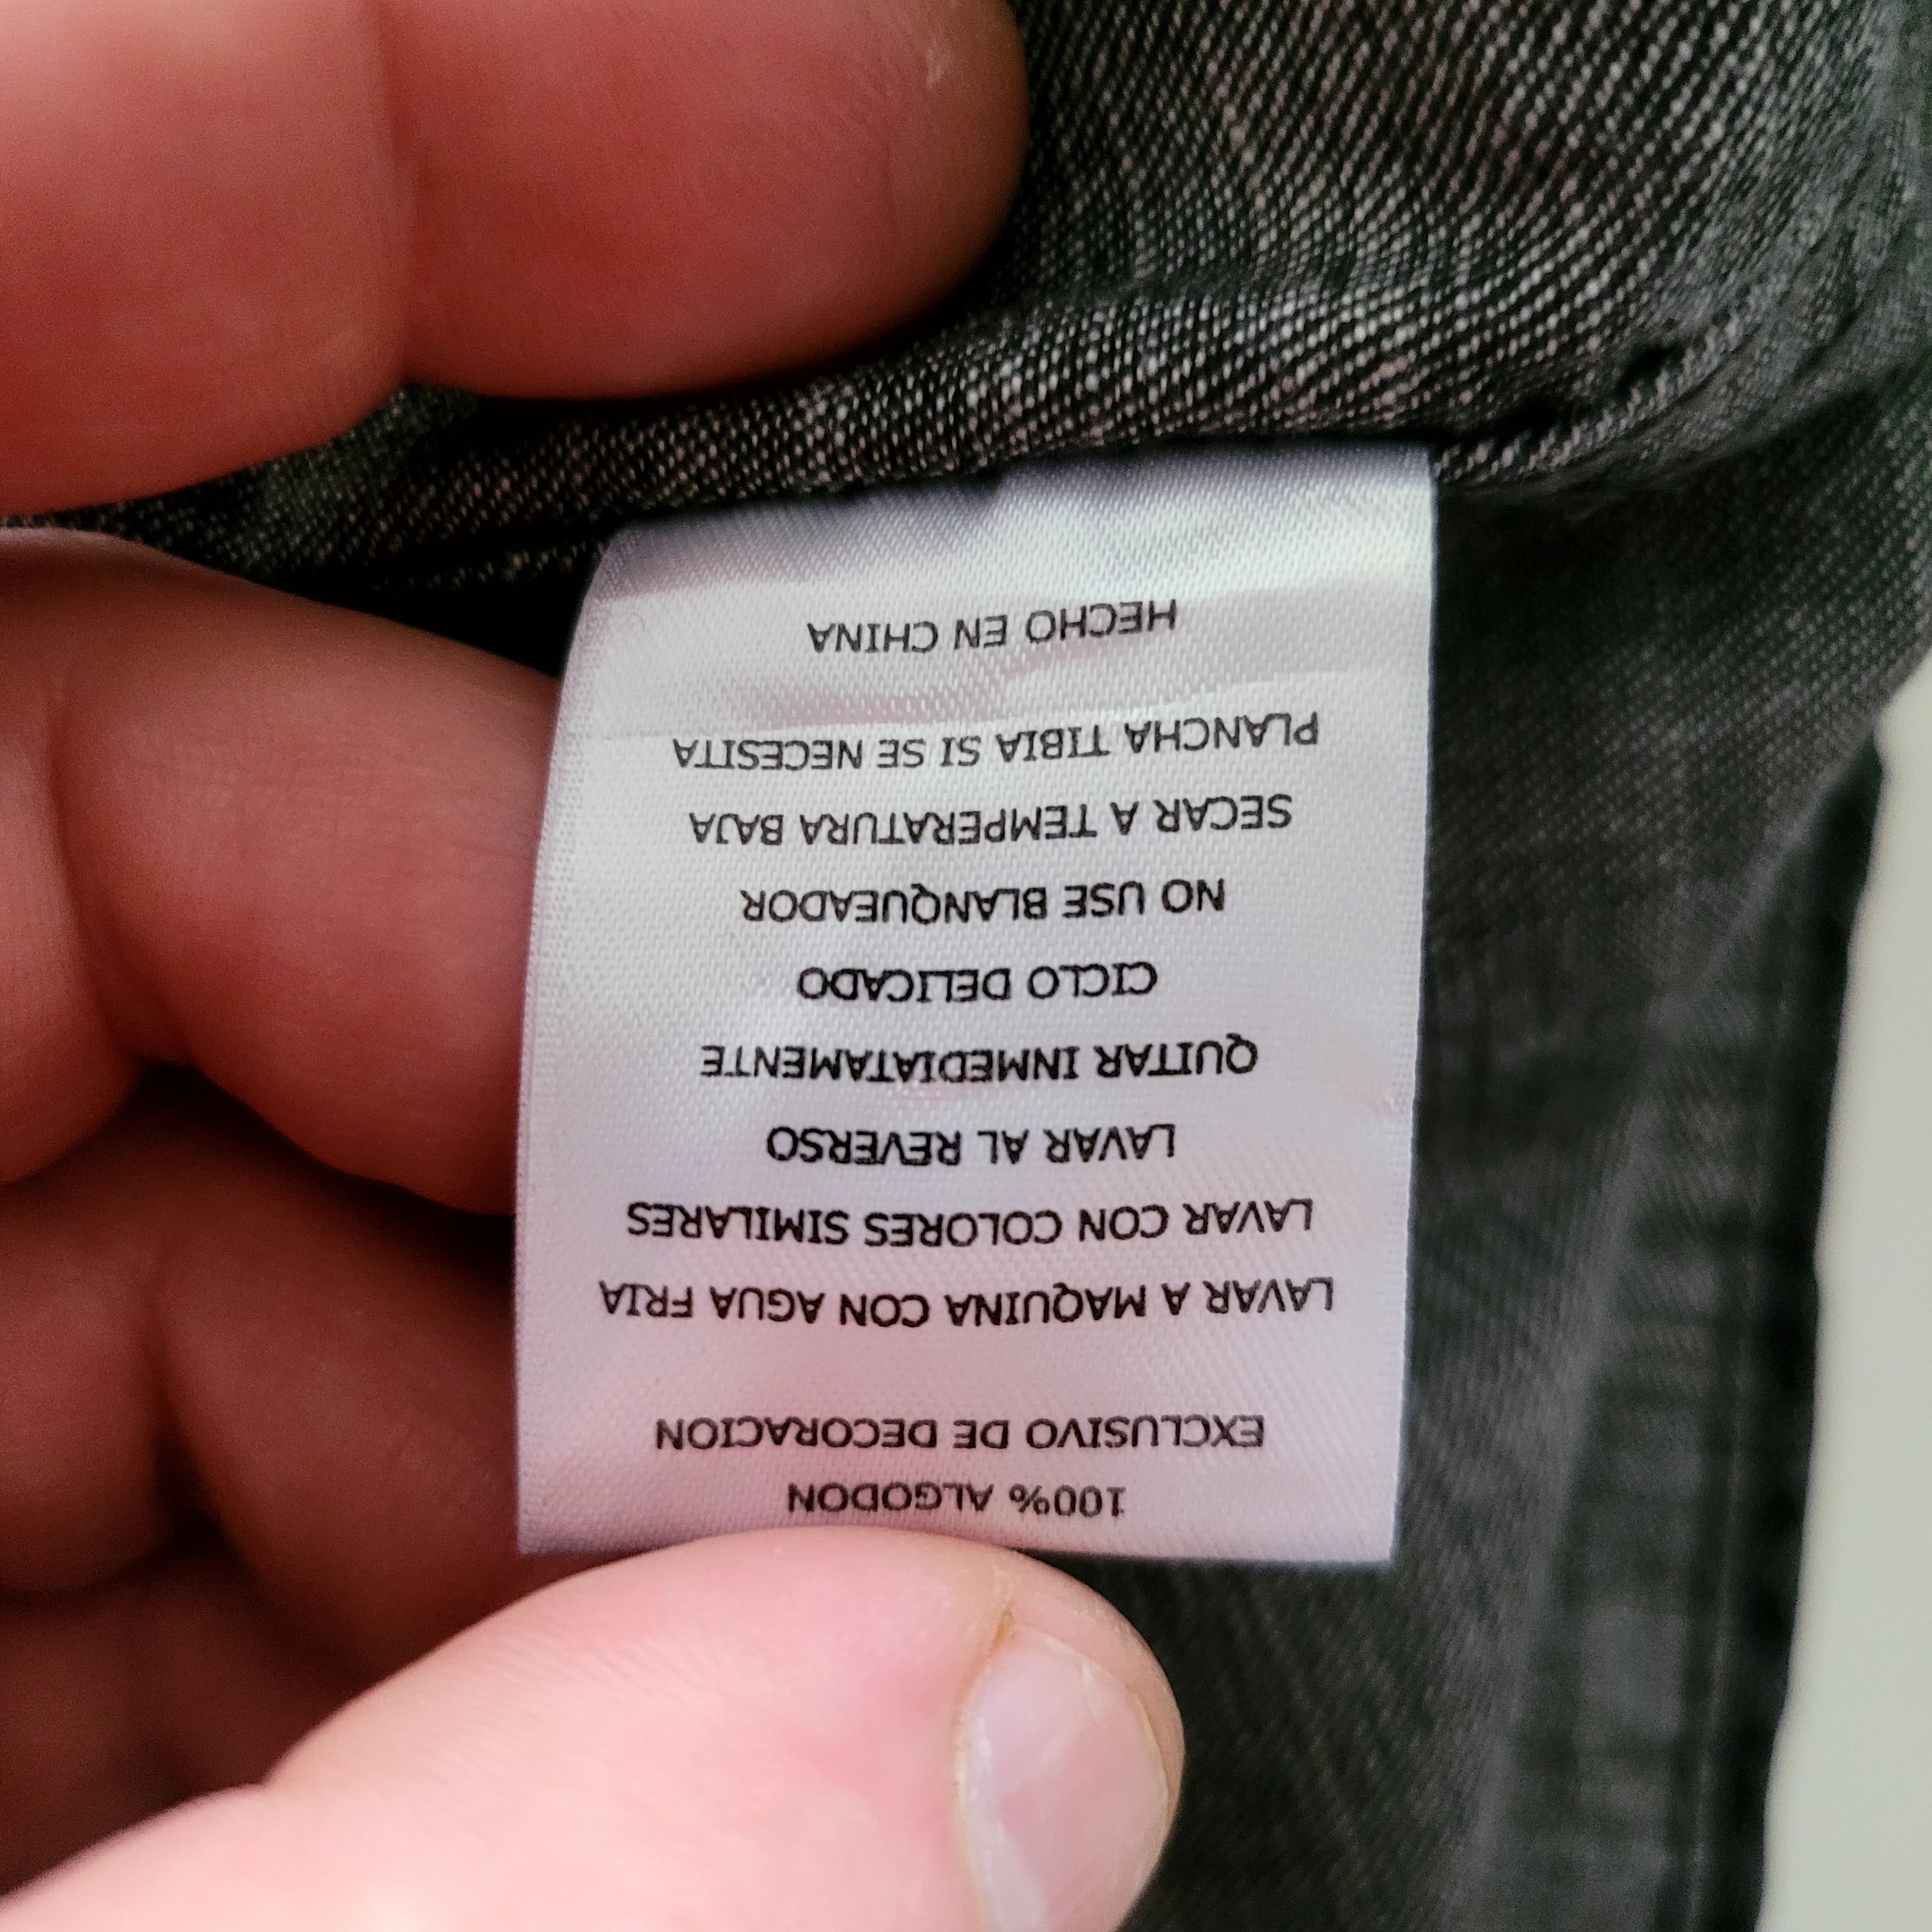 100% ALGODON
EXCLUSIVO DE DECORACION
LAVAR A MAQUINA CON AGUA FRIA
LAVAR CON COLORES SIMILARES
LAVAR AL REVERSO
QUITAR INMEDIATAMENTE
CICLO DELICADO
NO USE BLANQUEADOR
SECAR A TEMPERATURA BAJA
PLANCHA TIBIA SI SE NECESITA
HECHO EN CHINA